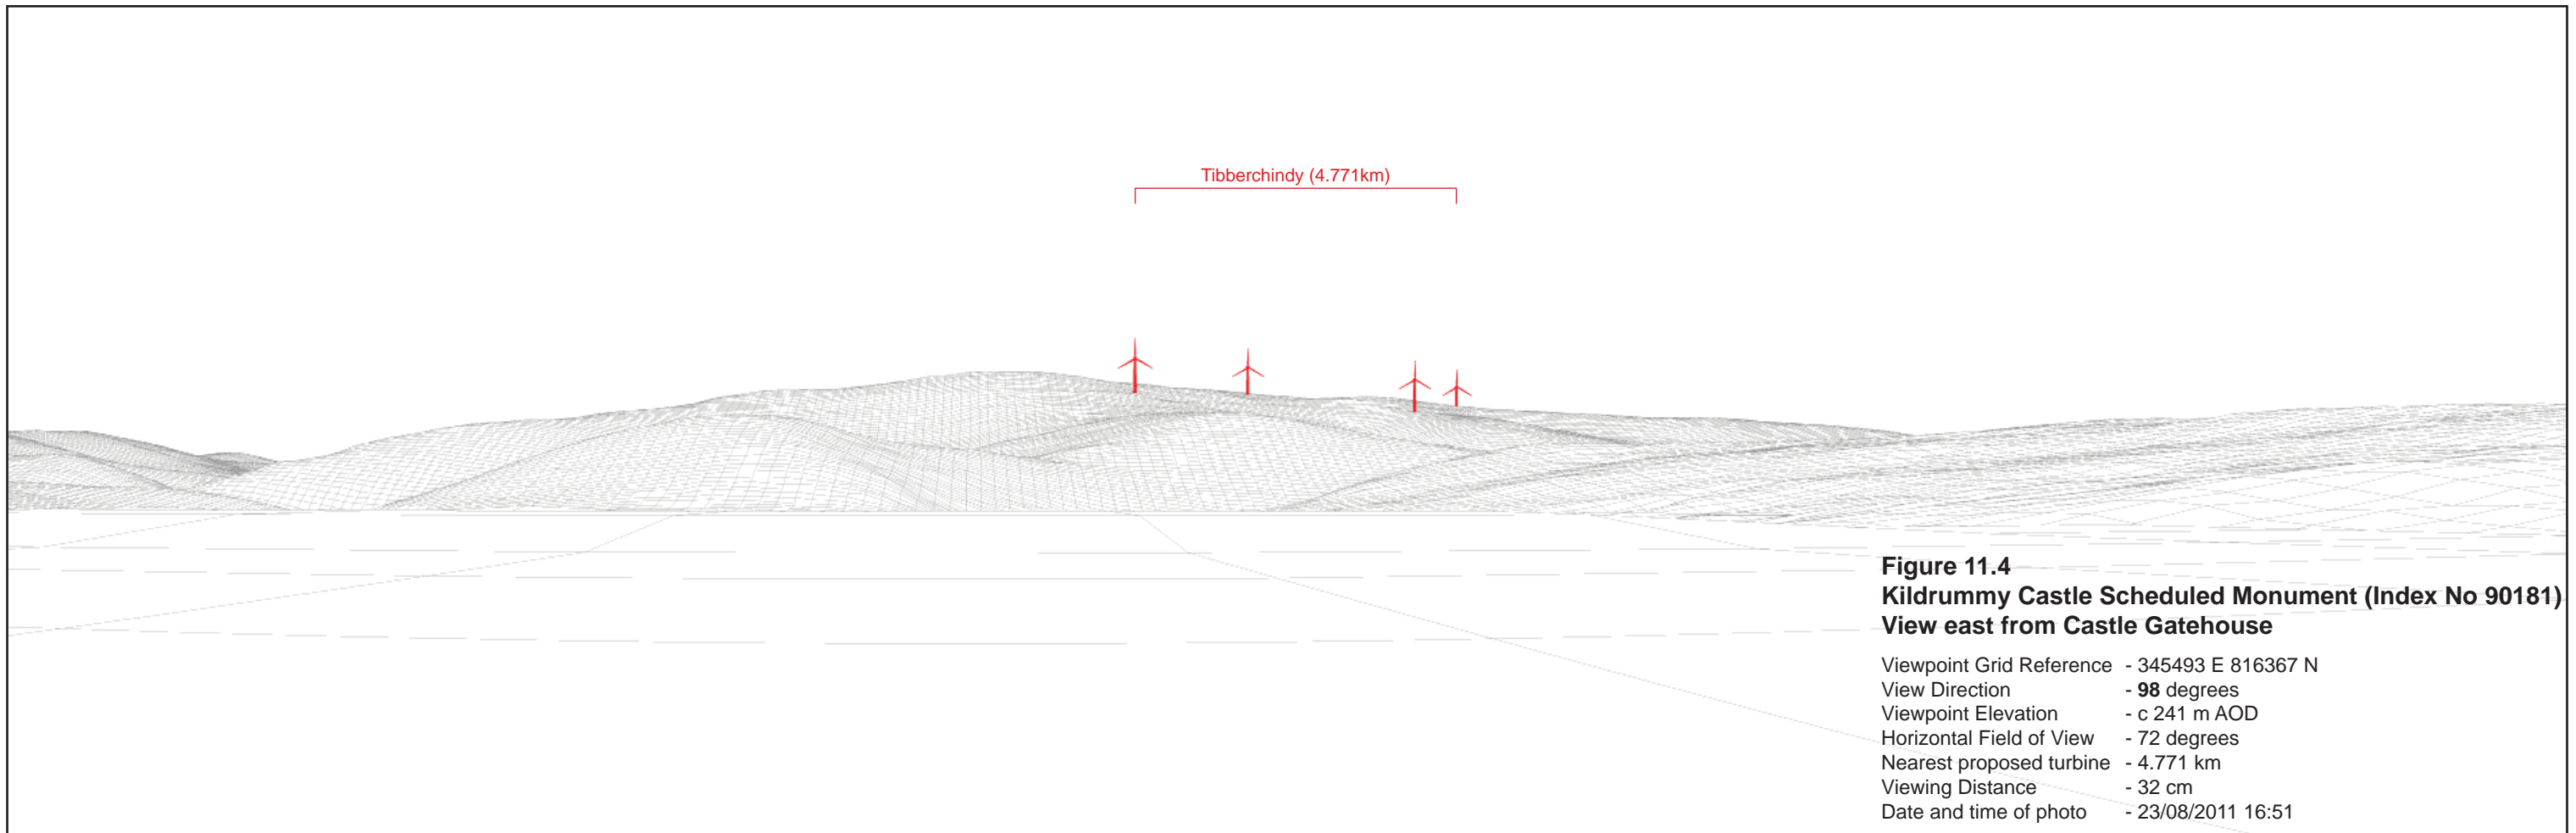 Tibberchindy (4.771km)
Figure 11.4
Kildrummy Castle Scheduled Monument (Index No 90181)
View east from Castle Gatehouse
Viewpoint Grid Reference - 345493 E 816367 N
View Direction - 98 degrees
Viewpoint Elevation - c 241 m AOD
Horizontal Field of View - 72 degrees
Nearest proposed turbine - 4.771 km
Viewing Distance - 32 cm
Date and time of photo - 23/08/2011 16:51